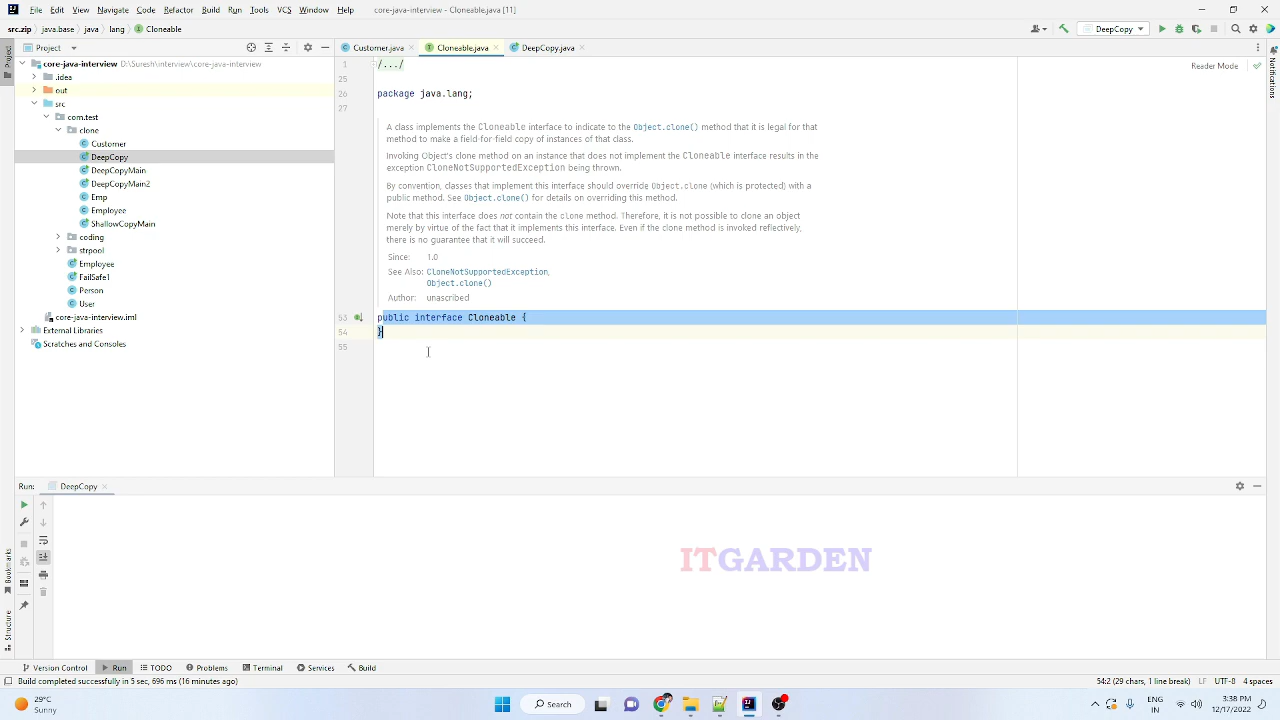 File Edit View Navigate Code Refactor Build Run Tools VCS Window Help core-java-interview - Cloneable.java [11]
src.zip java.base java lang Cloneable DeepCopy
Project Customer.java Cloneable.java DeepCopy.java
Project
Notifications
Reader Mode
core-java-interview D:\Suresh\interview\core-java-interview
.idea
out
src
com.test
clone
Customer
DeepCopy
DeepCopyMain
DeepCopyMain2
Emp
Employee
ShallowCopyMain
coding
strpool
Employee
FailSafe1
Person
User
core-java-interview.iml
External Libraries
Scratches and Consoles
1 /.../
25
26 package java.lang;
27
A class implements the Cloneable interface to indicate to the Object.clone() method that it is legal for that
method to make a field-for-field copy of instances of that class.
Invoking Object's clone method on an instance that does not implement the Cloneable interface results in the
exception CloneNotSupportedException being thrown.
By convention, classes that implement this interface should override Object.clone (which is protected) with a
public method. See Object.clone() for details on overriding this method.
Note that this interface does not contain the clone method. Therefore, it is not possible to clone an object
merely by virtue of the fact that it implements this interface. Even if the clone method is invoked reflectively,
there is no guarantee that it will succeed.
Since: 1.0
See Also: CloneNotSupportedException,
Object.clone()
Author: unascribed
53 public interface Cloneable {
54 }
55
Run: DeepCopy
ITGARDEN
Bookmarks
Structure
Version Control Run TODO Problems Terminal Services Build
Build completed successfully in 5 sec, 696 ms (16 minutes ago) 54:2 (29 chars, 1 line break) LF UTF-8 4 spaces
29°C
Sunny
Search
ENG
IN
3:38 PM
12/17/2022